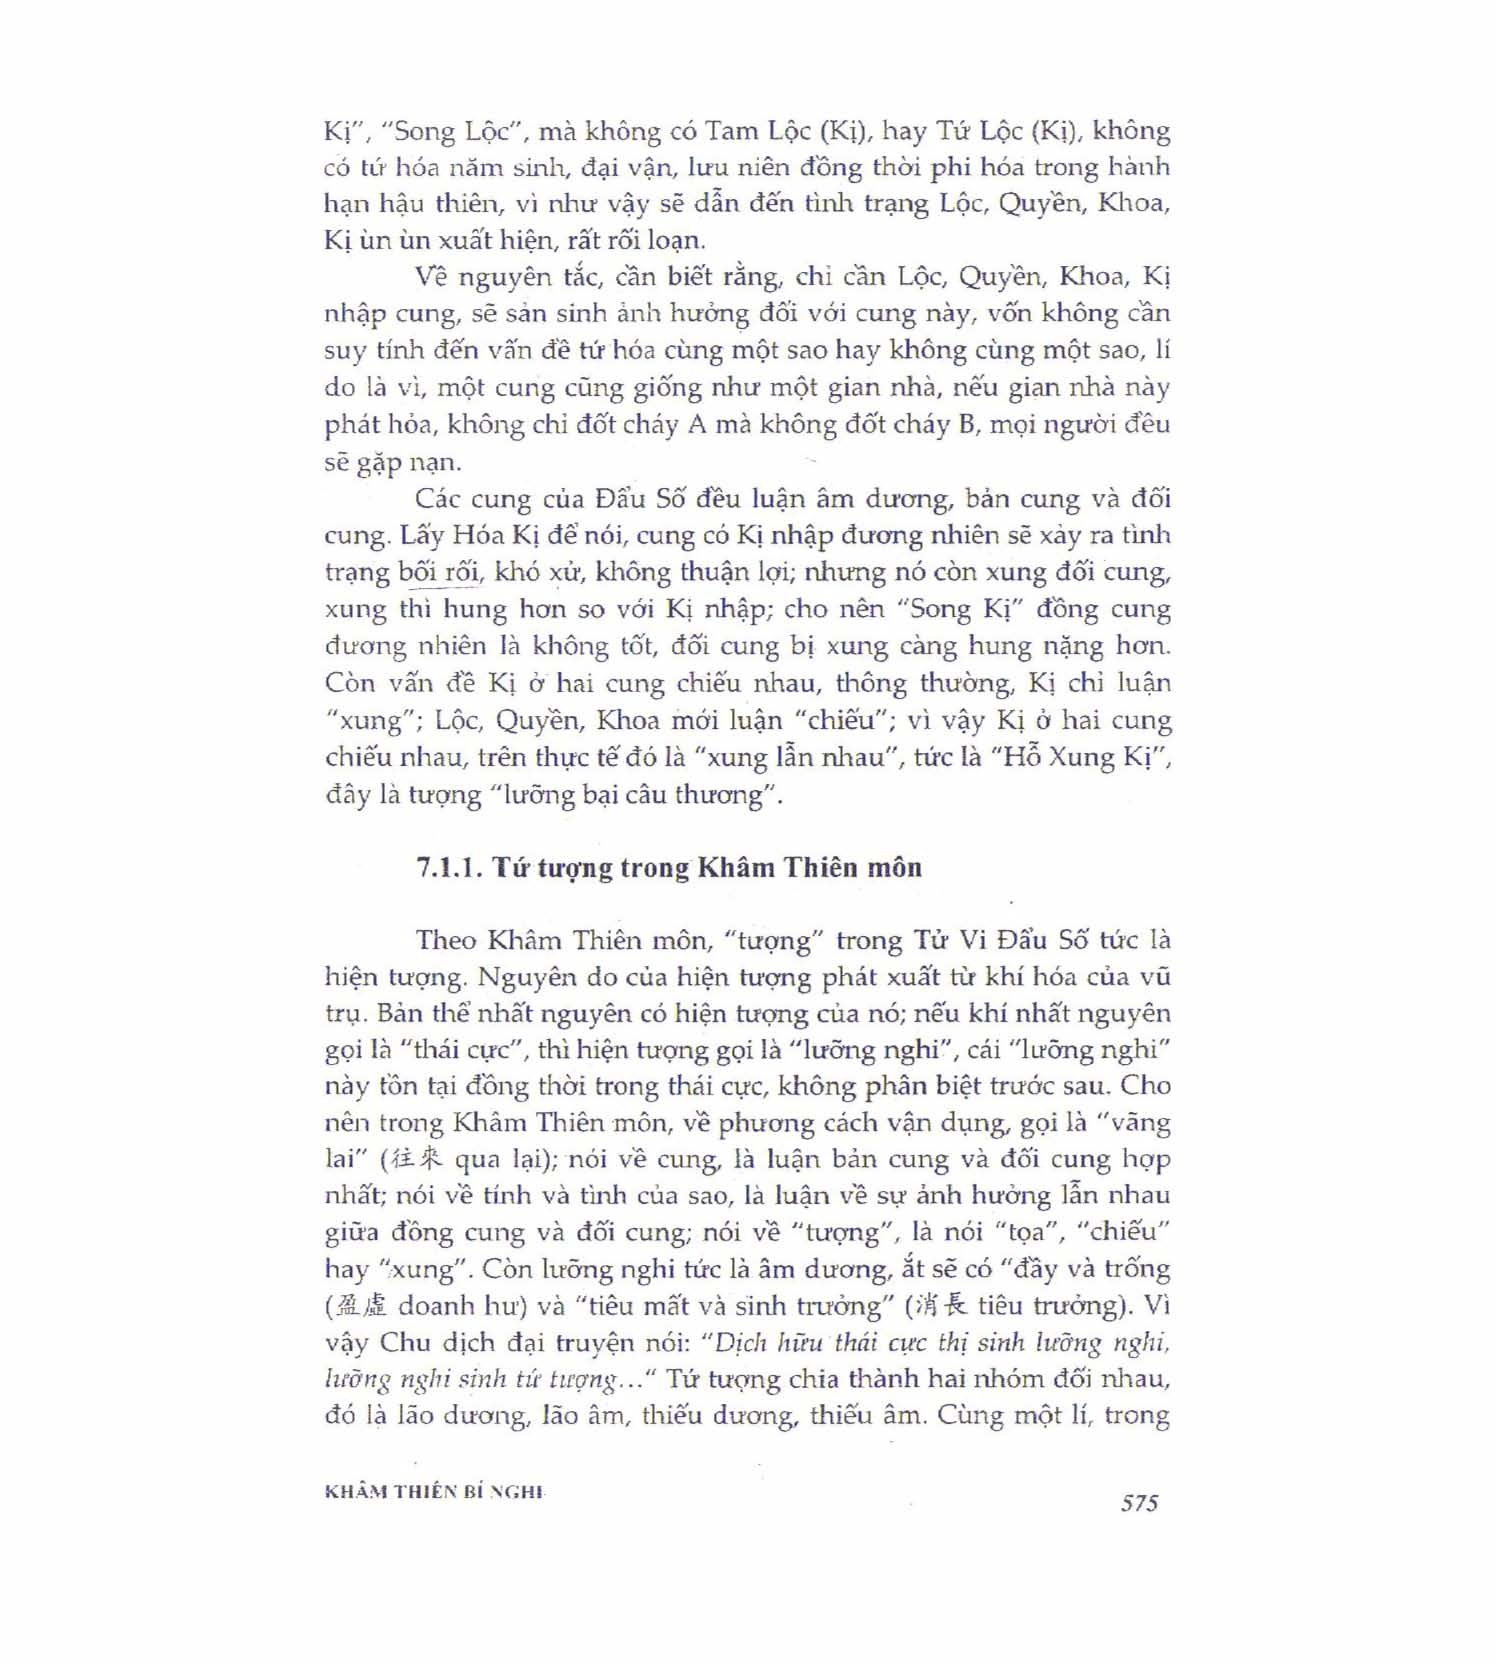 Kị", "Song Lộc", mà không có Tam Lộc (Kị), hay Tứ Lộc (Kị), không
có tứ hóa năm sinh, đại vận, lưu niên đồng thời phi hóa trong hành
hạn hậu thiên, vì như vậy sẽ dẫn đến tình trạng Lộc, Quyền, Khoa,
Kị ùn ùn xuất hiện, rất rối loạn.
Về nguyên tắc, cần biết rằng, chỉ cần Lộc, Quyền, Khoa, Kị
nhập cung, sẽ sản sinh ảnh hưởng đối với cung này, vốn không cần
suy tính đến vấn đề tứ hóa cùng một sao hay không cùng một sao, lí
do là vì, một cung cũng giống như một gian nhà, nếu gian nhà này
phát hỏa, không chỉ đốt cháy A mà không đốt cháy B, mọi người đều
sẽ gặp nạn.
Các cung của Đẩu Số đều luận âm dương, bản cung và đối
cung. Lấy Hóa Kị để nói, cung có Kị nhập đương nhiên sẽ xảy ra tình
trạng bối rối, khó xử, không thuận lợi; nhưng nó còn xung đối cung,
xung thì hung hơn so với Kị nhập; cho nên "Song Kị" đồng cung
đương nhiên là không tốt, đối cung bị xung càng hung nặng hơn.
Còn vấn đề Kị ở hai cung chiếu nhau, thông thường, Kị chỉ luận
"xung"; Lộc, Quyền, Khoa mới luận "chiếu"; vì vậy Kị ở hai cung
chiếu nhau, trên thực tế đó là "xung lẫn nhau", tức là "Hỗ Xung Kị",
đây là tượng "lưỡng bại câu thương".
7.1.1. Tứ tượng trong Khâm Thiên môn
Theo Khâm Thiên môn, "tượng" trong Tử Vi Đẩu Số tức là
hiện tượng. Nguyên do của hiện tượng phát xuất từ khí hóa của vũ
trụ. Bản thể nhất nguyên có hiện tượng của nó; nếu khí nhất nguyên
gọi là "thái cực", thì hiện tượng gọi là "lưỡng nghi", cái "lưỡng nghi"
này tồn tại đồng thời trong thái cực, không phân biệt trước sau. Cho
nên trong Khâm Thiên môn, về phương cách vận dụng, gọi là "vãng
lai" (往來 qua lại); nói về cung, là luận bản cung và đối cung hợp
nhất; nói về tính và tình của sao, là luận về sự ảnh hưởng lẫn nhau
giữa đồng cung và đối cung; nói về "tượng", là nói "tọa", "chiếu"
hay "xung". Còn lưỡng nghi tức là âm dương, ắt sẽ có "đầy và trống
(盈虛 doanh hư) và "tiêu mất và sinh trưởng" (消長 tiêu trưởng). Vì
vậy Chu dịch đại truyện nói: "Dịch hữu thái cực thị sinh lưỡng nghi,
lưỡng nghi sinh tứ tượng..." Tứ tượng chia thành hai nhóm đối nhau,
đó là lão dương, lão âm, thiếu dương, thiếu âm. Cùng một lí, trong
KHÂM THIÊN BÍ NGHI
575